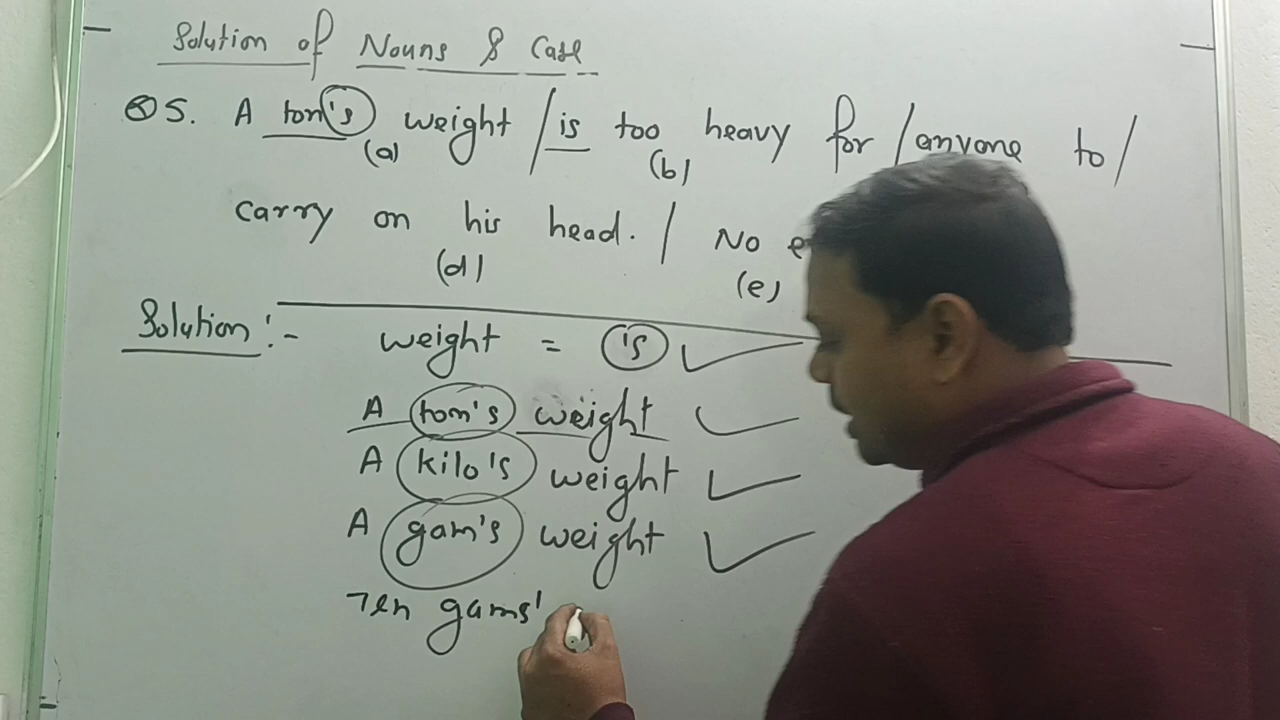 Solution of Nouns & Case
Q5. A ton's weight / is too heavy for / anyone to /
(a) (b)
carry on his head. / No
(d) (e)
Solution:- weight = is
A tom's weight
A kilo's weight
A gam's weight
Ten gams'